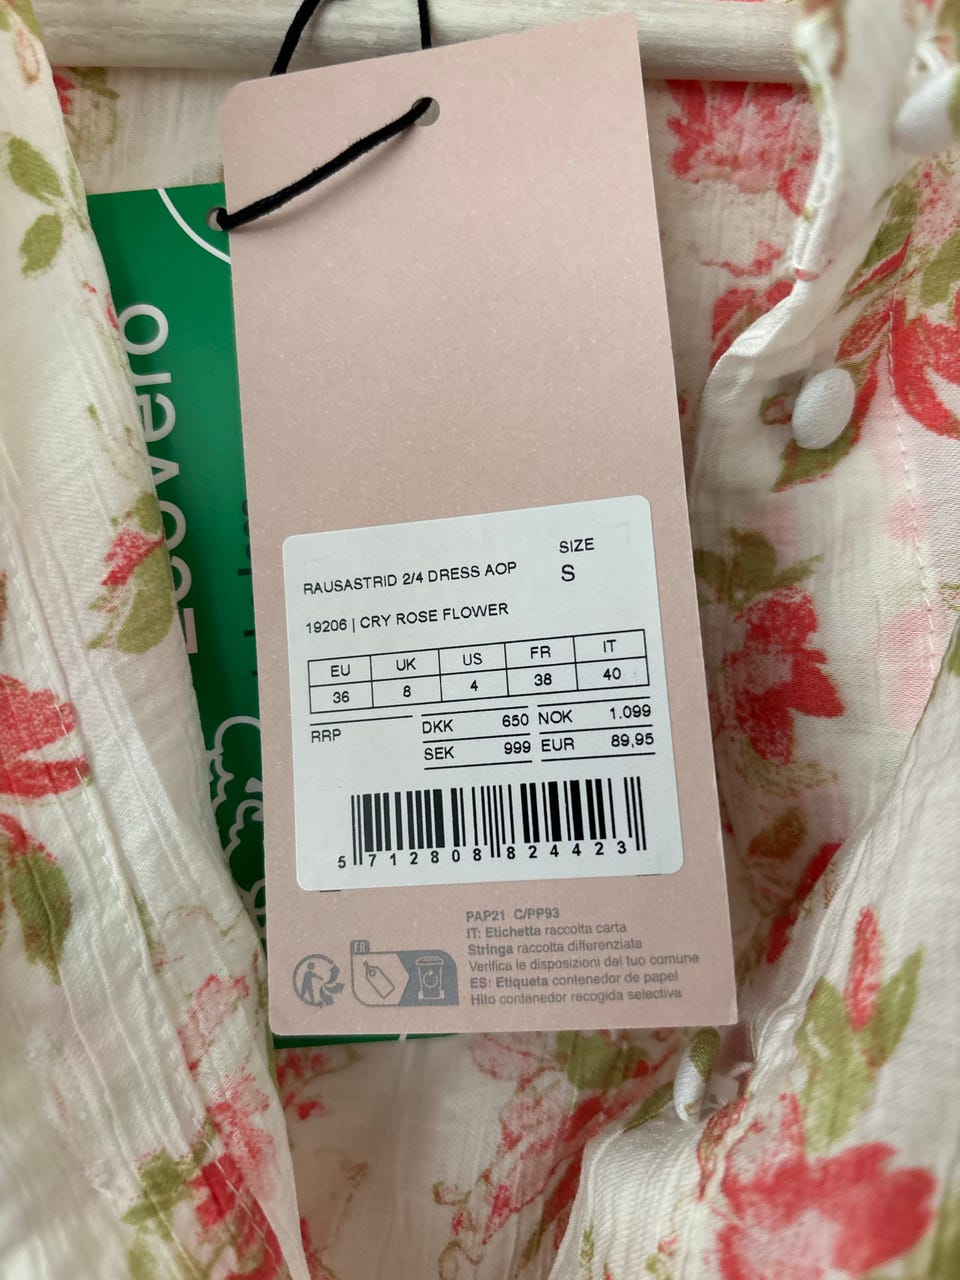 ecovero
RAUSASTRID 2/4 DRESS AOP
SIZE
S
19206 | CRY ROSE FLOWER
EU UK US FR IT
36 8 4 38 40
RRP
DKK 650 NOK 1.099
SEK 999 EUR 89,95
5 712808 824423
PAP21 C/PP93
IT: Etichetta raccolta carta
Stringa raccolta differenziata
Verifica le disposizioni del tuo comune
ES: Etiqueta contenedor de papel
Hilo contenedor recogida selectiva
FR